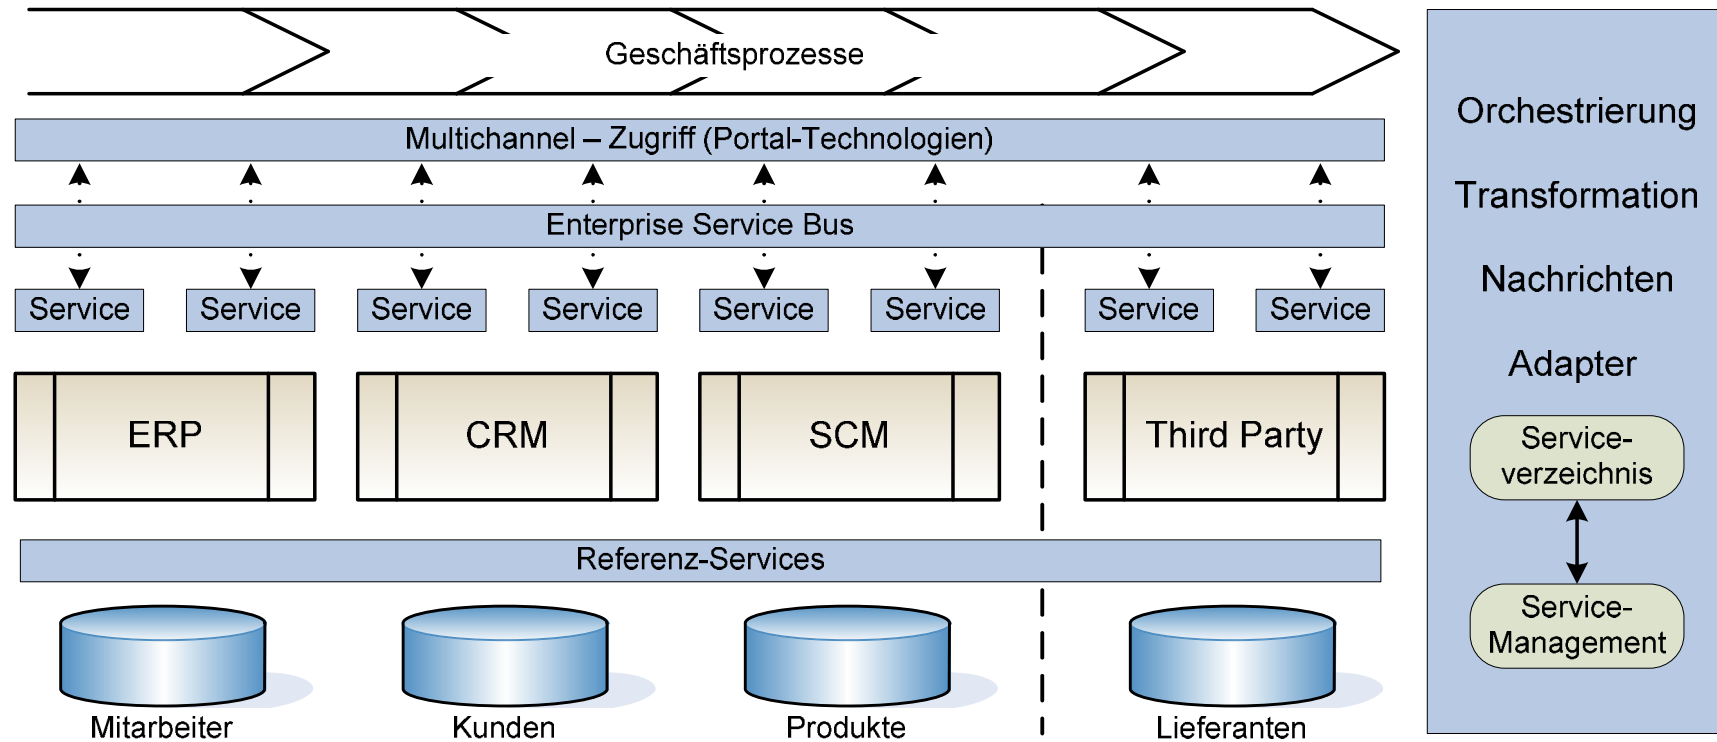 Geschäftsprozesse
Multichannel – Zugriff (Portal-Technologien)
Enterprise Service Bus
Service Service Service Service Service Service Service Service
ERP CRM SCM Third Party
Referenz-Services
Mitarbeiter Kunden Produkte Lieferanten
Orchestrierung
Transformation
Nachrichten
Adapter
Service-
verzeichnis
Service-
Management